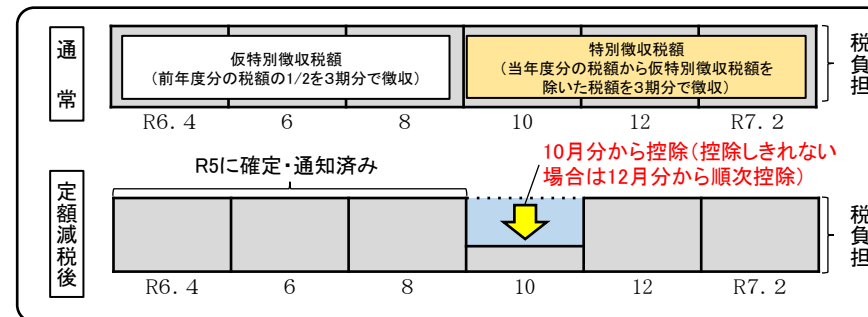 通常
仮特別徴収税額
（前年度分の税額の1/2を3期分で徴収）
特別徴収税額
（当年度分の税額から仮特別徴収税額を
除いた税額を3期分で徴収）
税負担
R6．4 6 8 10 12 R7．2
R5に確定・通知済み
10月分から控除（控除しきれない
場合は12月分から順次控除）
定額減税後
税負担
R6．4 6 8 10 12 R7．2